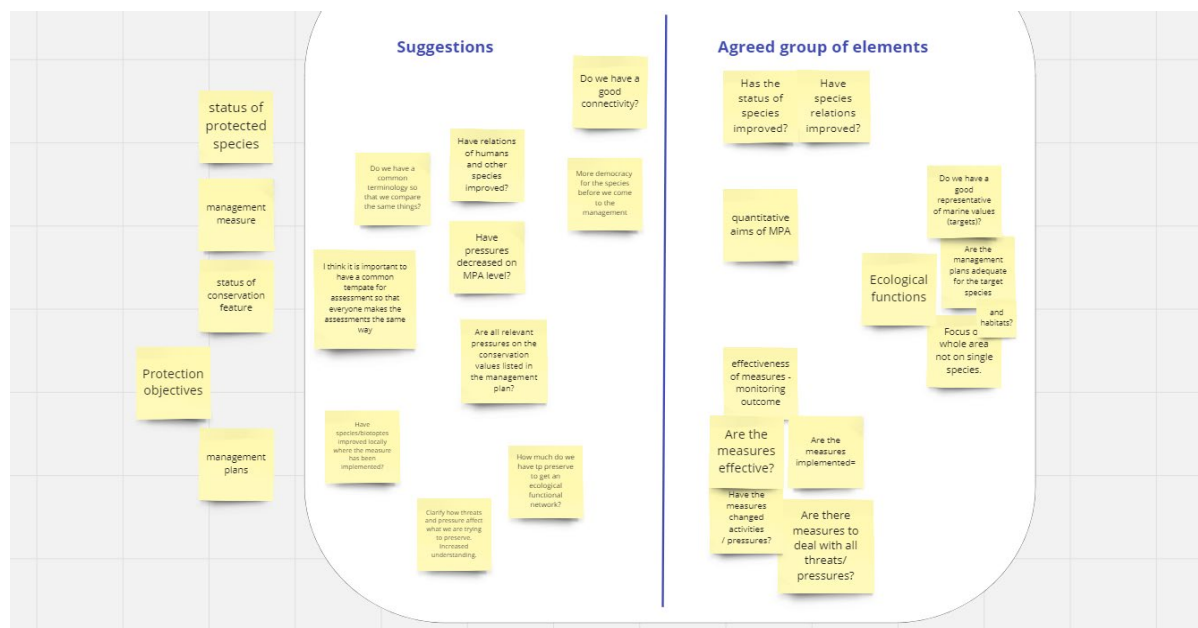 Suggestions
Agreed group of elements
status of
protected
species
management
measure
status of
conservation
feature
Protection
objectives
management
plans
Do we have a
good
connectivity?
Have relations
of humans
and other
species
improved?
Do we have a
common
terminology so
that we compare
the same things?
More democracy
for the species
before we come
to the
management
Have
pressures
decreased on
MPA level?
I think it is important to
have a common
tempate for
assessment so that
everyone makes the
assessments the same
way
Are all relevant
pressures on the
conservation
values listed in
the management
plan?
Have
species/biotoptes
improved locally
where the measure
has been
implemented?
How much do we
have tp preserve
to get an
ecological
functional
network?
Clarify how threats
and pressure affect
what we are trying
to preserve.
Increased
understanding.
Has the
status of
species
improved?
Have
species
relations
improved?
quantitative
aims of MPA
Do we have a
good
representative
of marine values
(targets)?
Are the
management
plans adequate
for the target
species
and
habitats?
Ecological
functions
Focus o
whole area
not on single
species.
effectiveness
of measures -
monitoring
outcome
Are the
measures
effective?
Are the
measures
implemented=
Have the
measures
changed
activities
/ pressures?
Are there
measures to
deal with all
threats/
pressures?